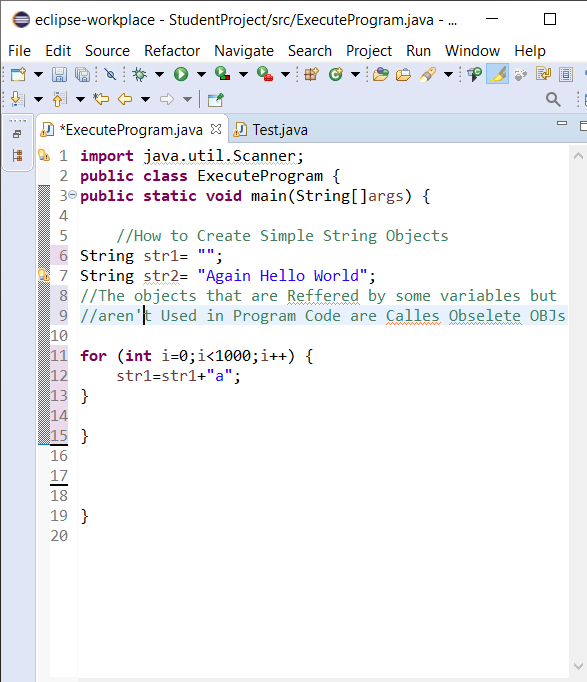 eclipse-workplace - StudentProject/src/ExecuteProgram.java - ...
File Edit Source Refactor Navigate Search Project Run Window Help
*ExecuteProgram.java Test.java
1 import java.util.Scanner;
2 public class ExecuteProgram {
3 public static void main(String[]args) {
4
5 //How to Create Simple String Objects
6 String str1= "";
7 String str2= "Again Hello World";
8 //The objects that are Reffered by some variables but
9 //aren't Used in Program Code are Calles Obselete OBJs
10
11 for (int i=0;i<1000;i++) {
12 str1=str1+"a";
13 }
14
15 }
16
17
18
19 }
20